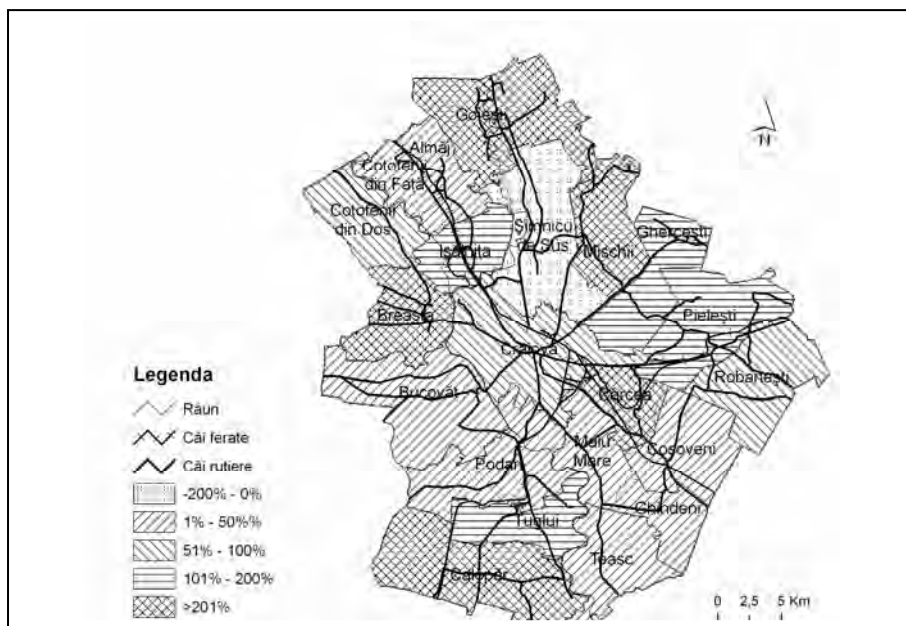 Goiești
Almăj
Coțofenii
din Față
Coțofenii
din Dos
Șimnicu
de Sus
Ghercești
Ișalnița
Mischii
Pielești
Breasta
Craiova
Robănești
Bucovăț
Cârcea
Malu
Mare
Coșoveni
Podari
Ghindeni
Țuglui
Teasc
Calopăr
N
Legenda
Râuri
Căi ferate
Căi rutiere
-200% - 0%
1% - 50%%
51% - 100%
101% - 200%
>201%
0 2,5 5 Km